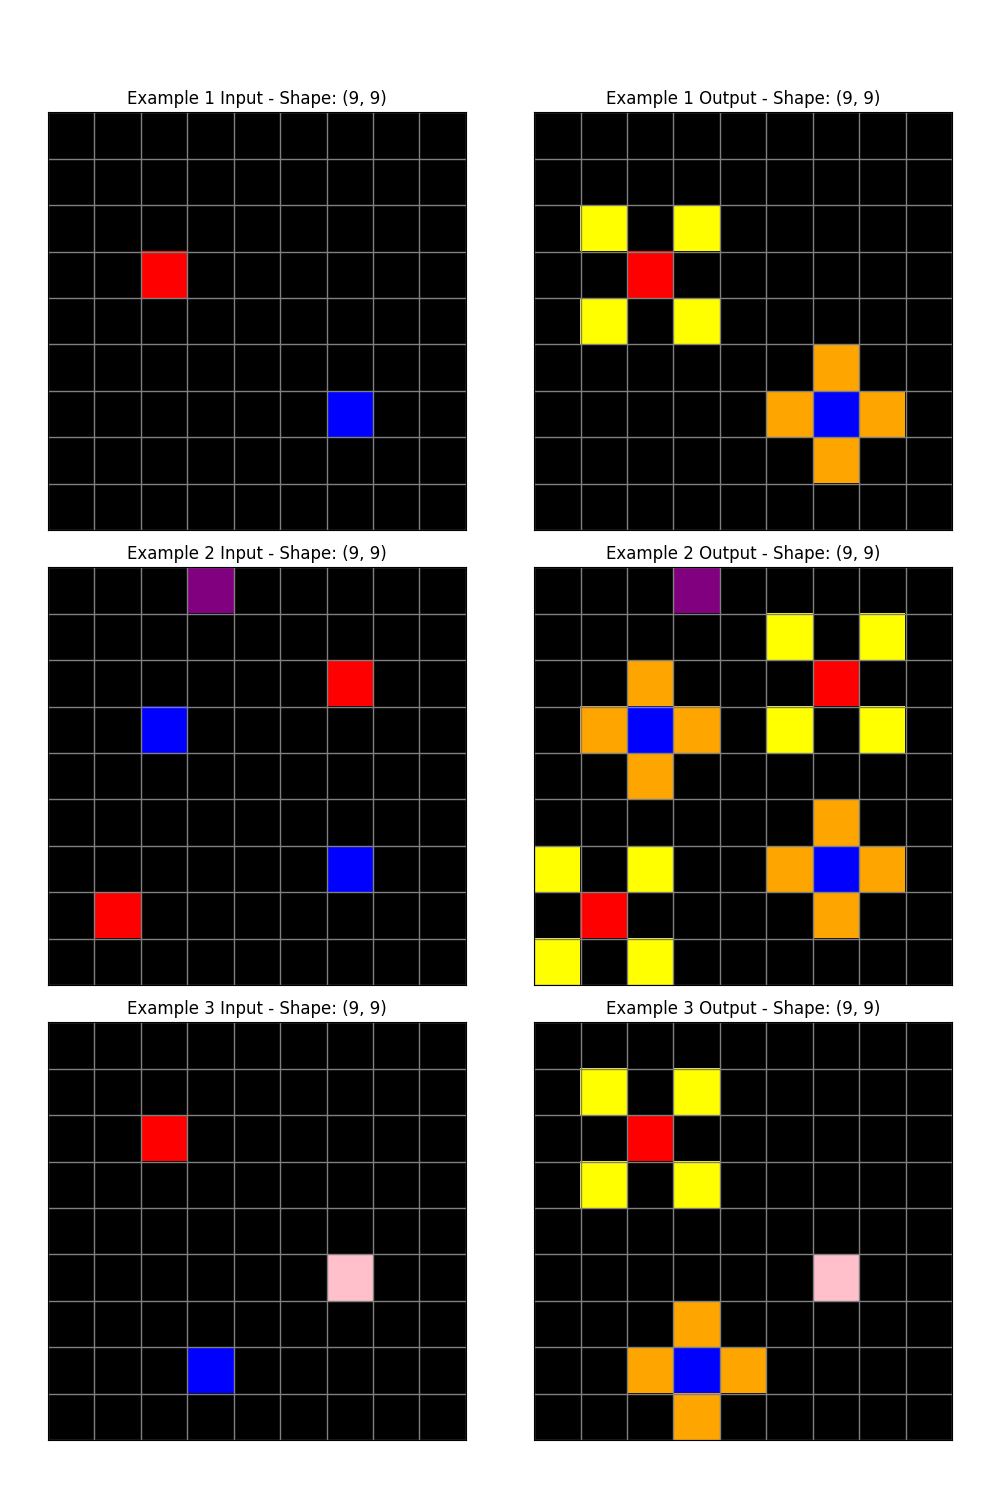 Example 1 Input - Shape: (9, 9)
Example 1 Output - Shape: (9, 9)
Example 2 Input - Shape: (9, 9)
Example 2 Output - Shape: (9, 9)
Example 3 Input - Shape: (9, 9)
Example 3 Output - Shape: (9, 9)